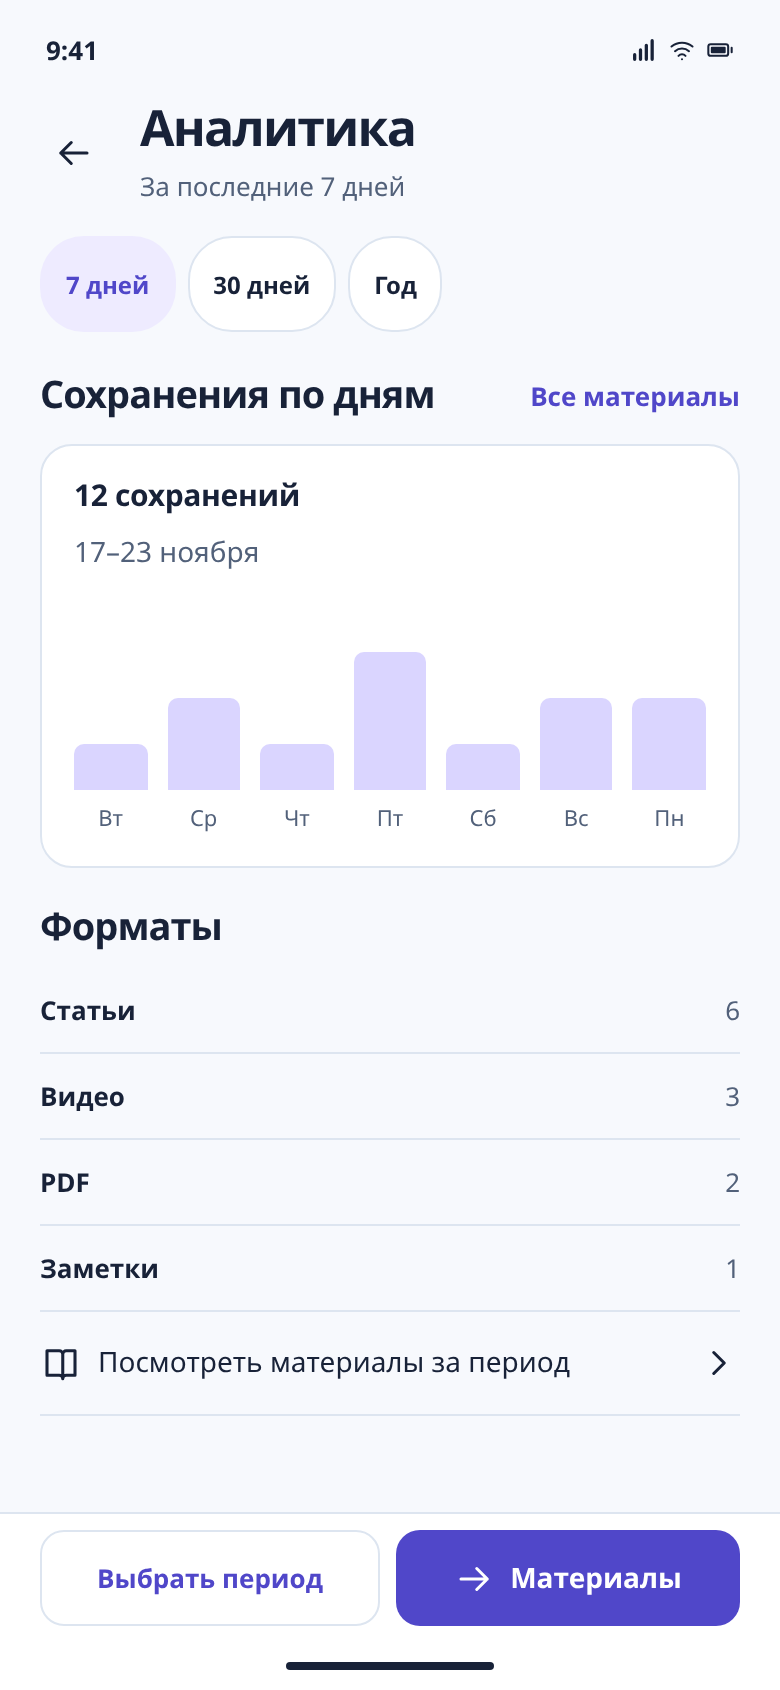 9:41
Аналитика
За последние 7 дней
7 дней 30 дней Год
Сохранения по дням Все материалы
12 сохранений
17–23 ноября
Вт Ср Чт Пт Сб Вс Пн
Форматы
Статьи 6
Видео 3
PDF 2
Заметки 1
Посмотреть материалы за период
Выбрать период Материалы